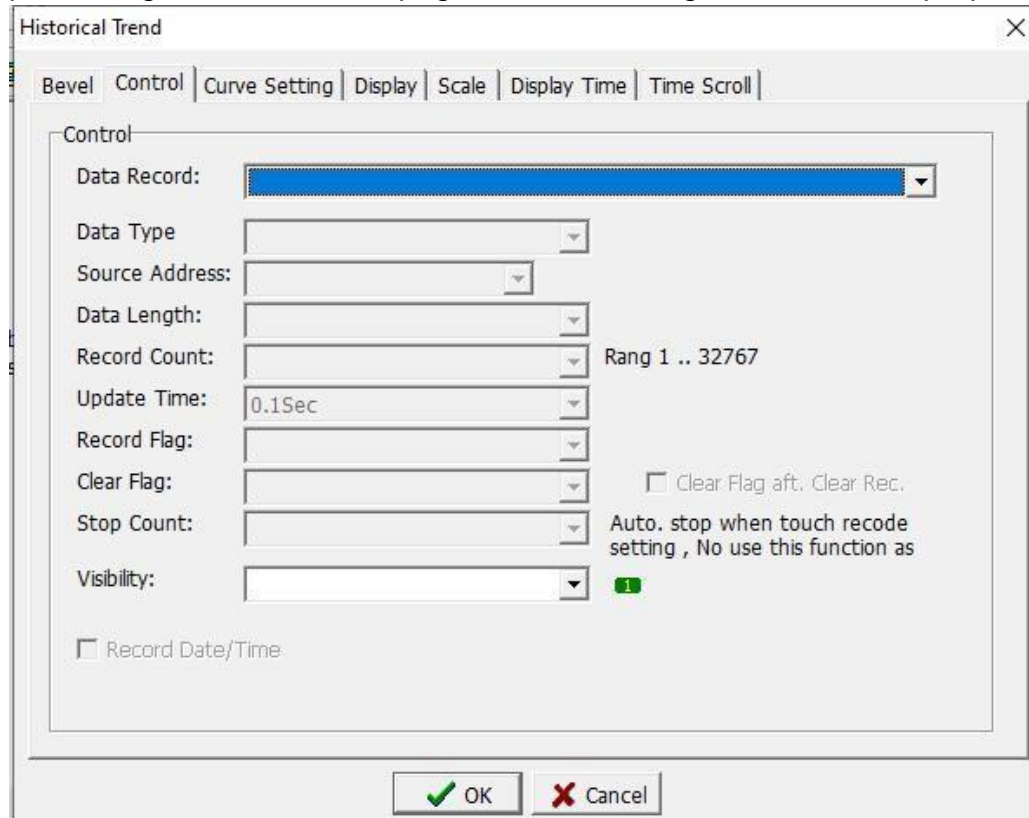 Historical Trend
Bevel Control Curve Setting Display Scale Display Time Time Scroll
Control
Data Record:
Data Type
Source Address:
Data Length:
Record Count: Rang 1 .. 32767
Update Time: 0.1Sec
Record Flag:
Clear Flag: Clear Flag aft. Clear Rec.
Stop Count: Auto. stop when touch recode
setting , No use this function as
Visibility: 1
Record Date/Time
OK Cancel